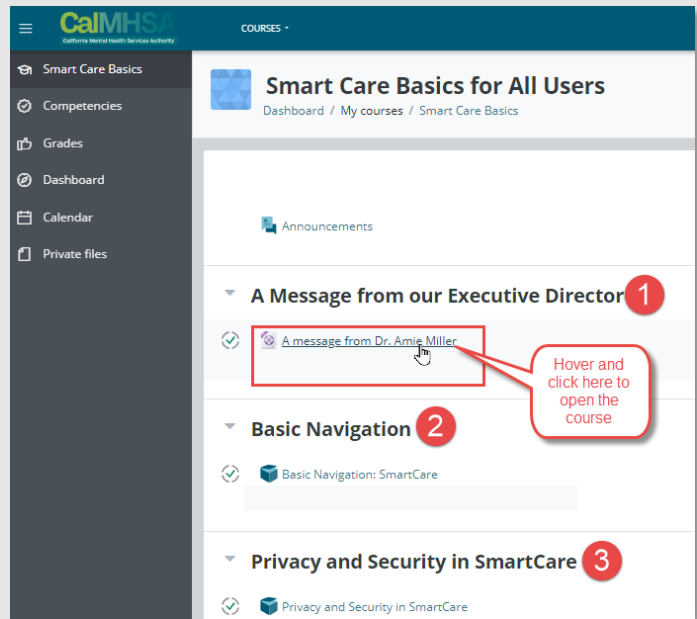 CalMHSA
California Mental Health Services Authority
COURSES
Smart Care Basics
Competencies
Grades
Dashboard
Calendar
Private files
Smart Care Basics for All Users
Dashboard / My courses / Smart Care Basics
Announcements
A Message from our Executive Director 1
A message from Dr. Amie Miller
Hover and
click here to
open the
course
Basic Navigation 2
Basic Navigation: SmartCare
Privacy and Security in SmartCare 3
Privacy and Security in SmartCare